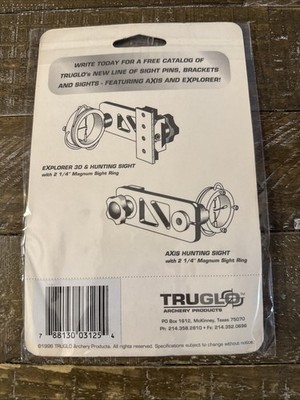 WRITE TODAY FOR A FREE CATALOG OF
TRUGLO's NEW LINE OF SIGHT PINS, BRACKETS
AND SIGHTS - FEATURING AXIS AND EXPLORER!
EXPLORER 3D & HUNTING SIGHT
with 2 1/4" Magnum Sight Ring
AXIS HUNTING SIGHT
with 2 1/4" Magnum Sight Ring
TRUGLO
ARCHERY PRODUCTS
PO Box 1612, McKinney, Texas 75070
Ph: 214.358.2810 • Fx: 214.352.0686
7 88130 03125 4
©1996 TRUGLO Archery Products. All rights reserved. Specifications subject to change without notice.